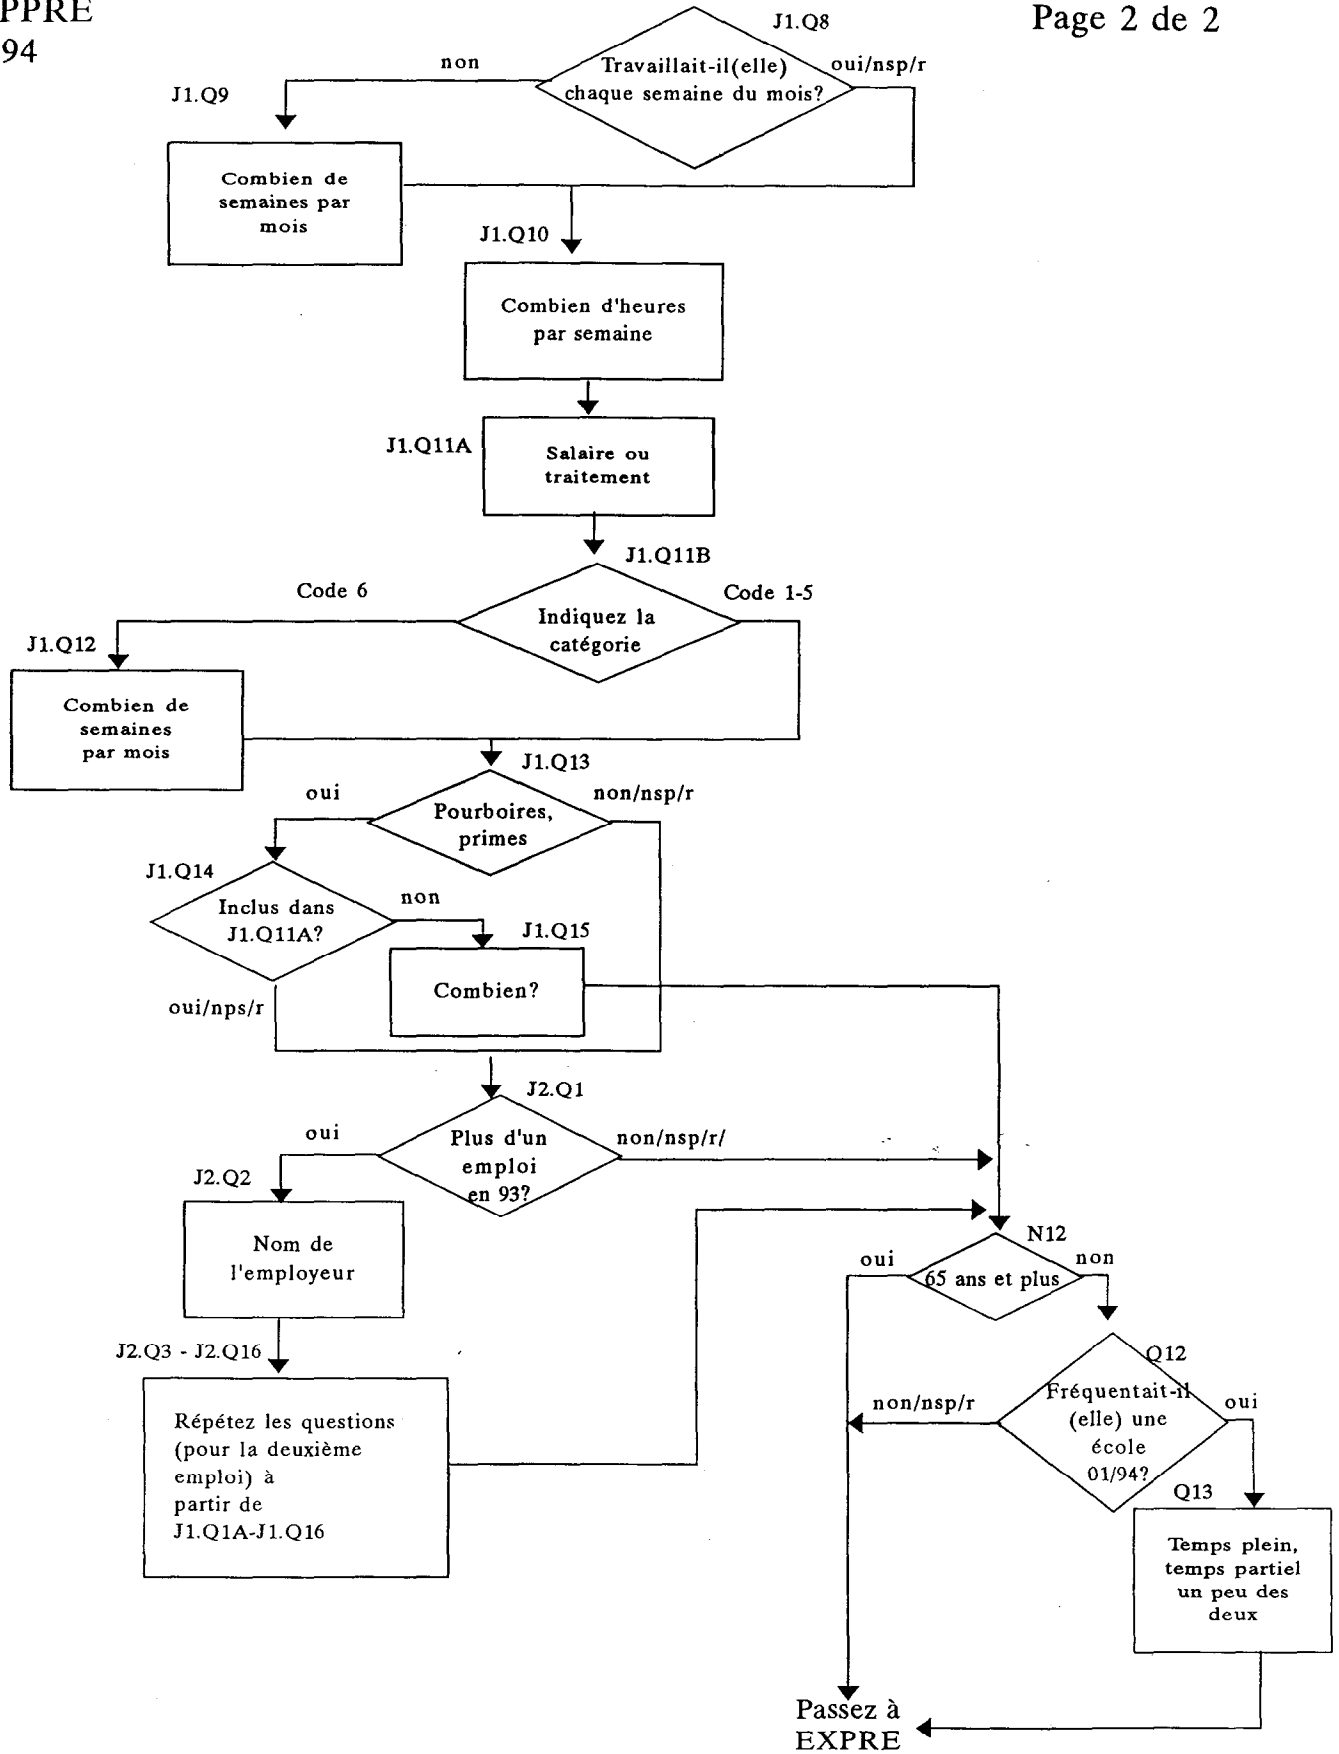 PPRE
94
Page 2 de 2
J1.Q8
Travaillait-il(elle)
chaque semaine du mois?
non
oui/nsp/r
J1.Q9
Combien de
semaines par
mois
J1.Q10
Combien d'heures
par semaine
J1.Q11A
Salaire ou
traitement
J1.Q11B
Code 6
Code 1-5
Indiquez la
catégorie
J1.Q12
Combien de
semaines
par mois
J1.Q13
oui
non/nsp/r
Pourboires,
primes
J1.Q14
Inclus dans
J1.Q11A?
non
J1.Q15
Combien?
oui/nps/r
J2.Q1
oui
Plus d'un
emploi
en 93?
non/nsp/r/
J2.Q2
Nom de
l'employeur
N12
oui
non
65 ans et plus
J2.Q3 - J2.Q16
Répétez les questions
(pour la deuxième
emploi) à
partir de
J1.Q1A-J1.Q16
Q12
Fréquentait-il
(elle) une
école
01/94?
non/nsp/r
oui
Q13
Temps plein,
temps partiel
un peu des
deux
Passez à
EXPRE